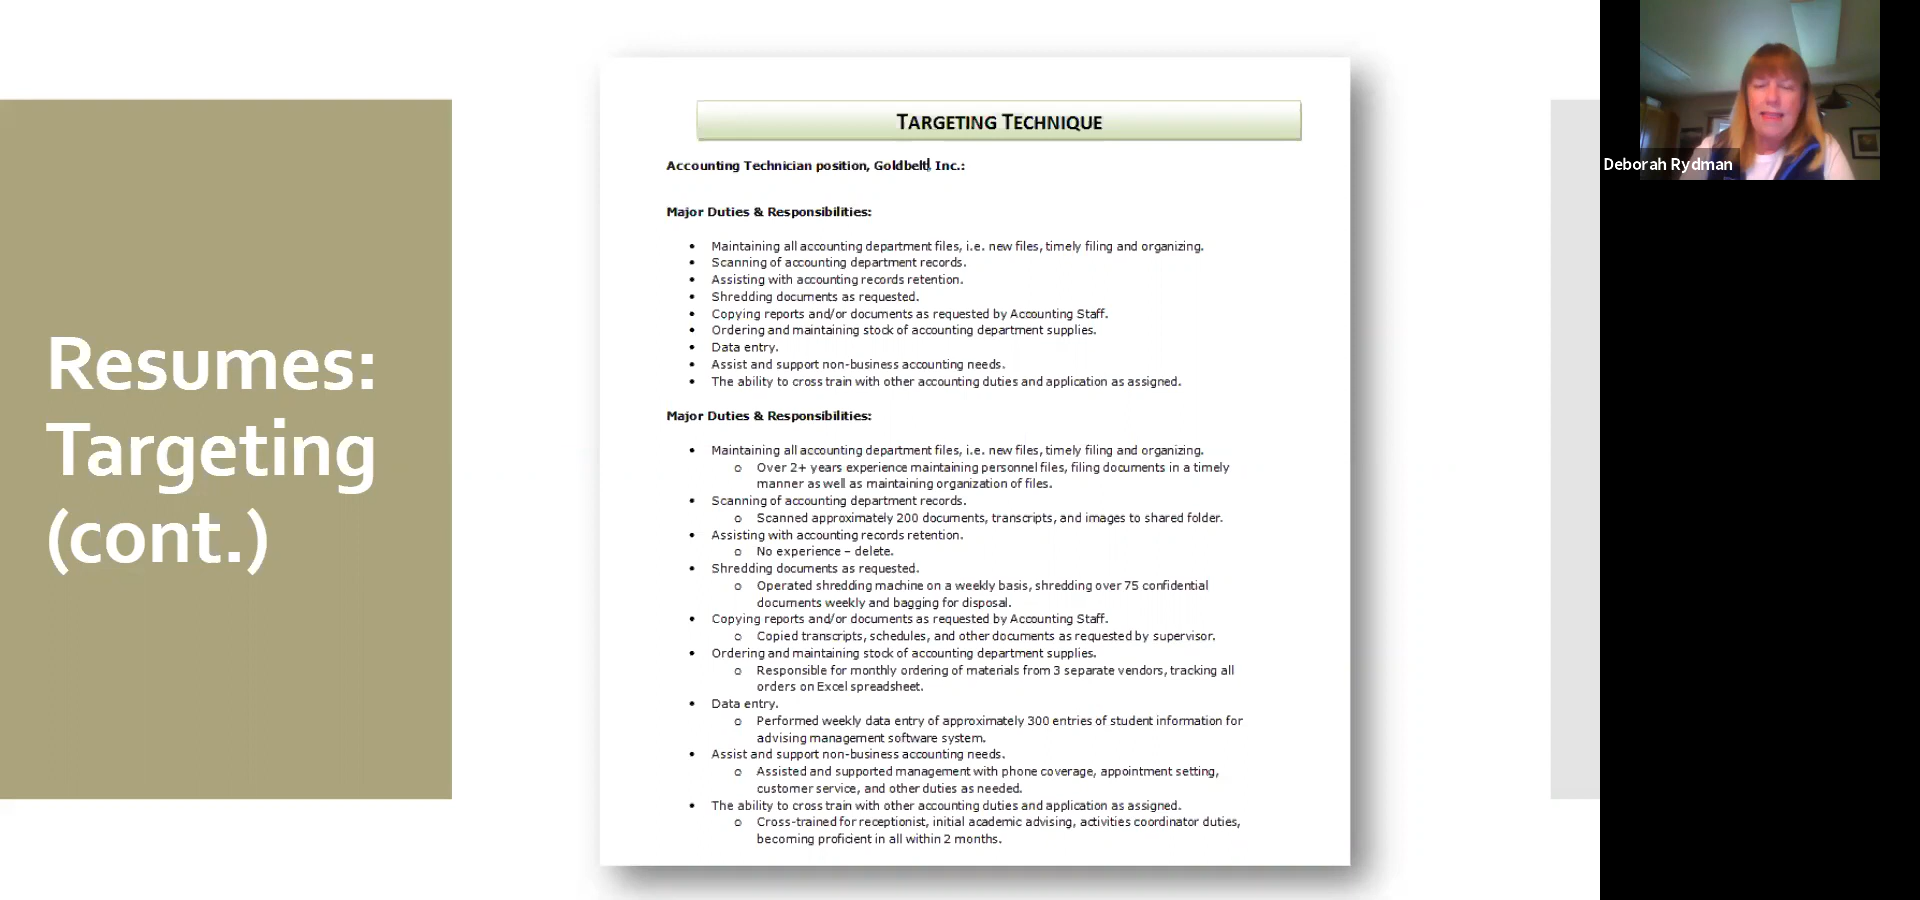 Resumes:
Targeting
(cont.)
TARGETING TECHNIQUE
Accounting Technician position, Goldbelt, Inc.:
Major Duties & Responsibilities:
• Maintaining all accounting department files, i.e. new files, timely filing and organizing.
• Scanning of accounting department records.
• Assisting with accounting records retention.
• Shredding documents as requested.
• Copying reports and/or documents as requested by Accounting Staff.
• Ordering and maintaining stock of accounting department supplies.
• Data entry.
• Assist and support non-business accounting needs.
• The ability to cross train with other accounting duties and application as assigned.
Major Duties & Responsibilities:
• Maintaining all accounting department files, i.e. new files, timely filing and organizing.
o Over 2+ years experience maintaining personnel files, filing documents in a timely
manner as well as maintaining organization of files.
• Scanning of accounting department records.
o Scanned approximately 200 documents, transcripts, and images to shared folder.
• Assisting with accounting records retention.
o No experience – delete.
• Shredding documents as requested.
o Operated shredding machine on a weekly basis, shredding over 75 confidential
documents weekly and bagging for disposal.
• Copying reports and/or documents as requested by Accounting Staff.
o Copied transcripts, schedules, and other documents as requested by supervisor.
• Ordering and maintaining stock of accounting department supplies.
o Responsible for monthly ordering of materials from 3 separate vendors, tracking all
orders on Excel spreadsheet.
• Data entry.
o Performed weekly data entry of approximately 300 entries of student information for
advising management software system.
• Assist and support non-business accounting needs.
o Assisted and supported management with phone coverage, appointment setting,
customer service, and other duties as needed.
• The ability to cross train with other accounting duties and application as assigned.
o Cross-trained for receptionist, initial academic advising, activities coordinator duties,
becoming proficient in all within 2 months.
Deborah Rydman